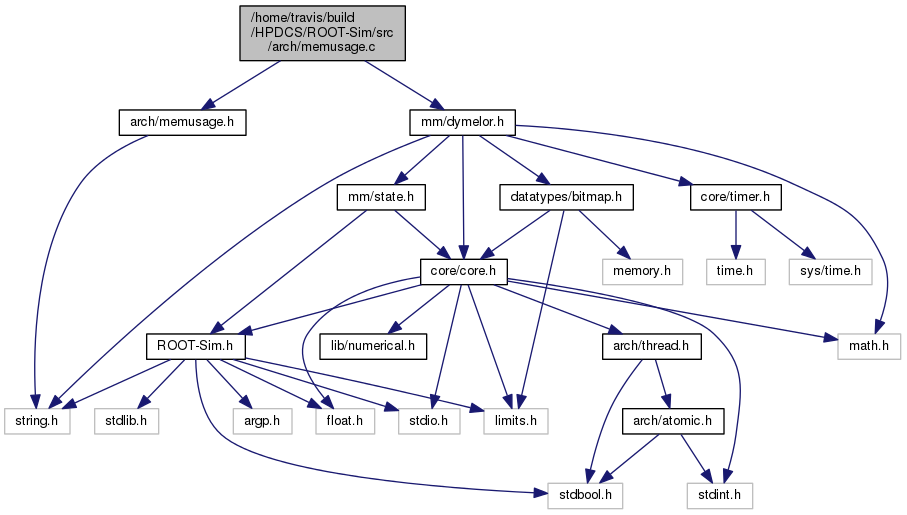 /home/travis/build
/HPDCS/ROOT-Sim/src
/arch/memusage.c
arch/memusage.h
mm/dymelor.h
mm/state.h
datatypes/bitmap.h
core/timer.h
core/core.h
memory.h
time.h
sys/time.h
ROOT-Sim.h
lib/numerical.h
arch/thread.h
math.h
string.h
stdlib.h
argp.h
float.h
stdio.h
limits.h
arch/atomic.h
stdbool.h
stdint.h